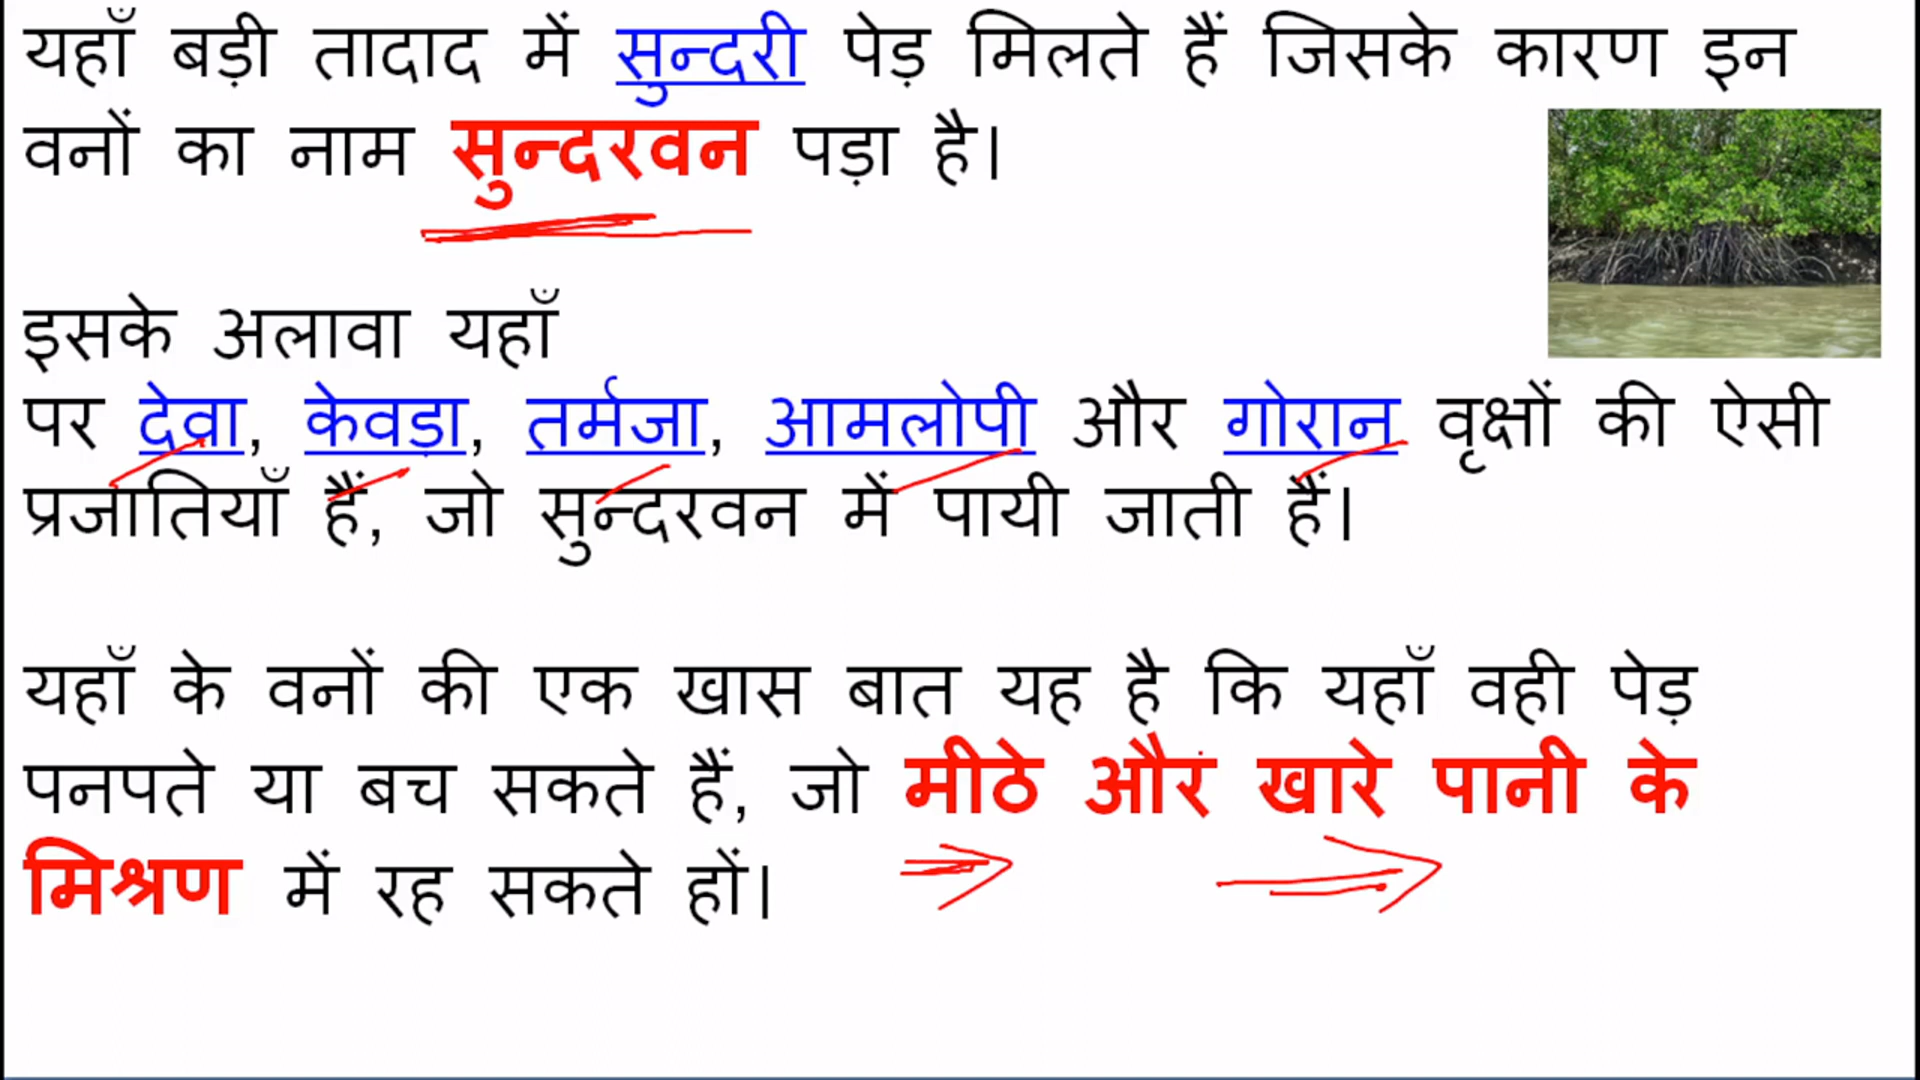 यहाँ बड़ी तादाद में सुन्दरी पेड़ मिलते हैं जिसके कारण इन
वनों का नाम सुन्दरवन पड़ा है।
इसके अलावा यहाँ
पर देवा, केवड़ा, तर्मजा, आमलोपी और गोरान वृक्षों की ऐसी
प्रजातियाँ हैं, जो सुन्दरवन में पायी जाती हैं।
यहाँ के वनों की एक खास बात यह है कि यहाँ वही पेड़
पनपते या बच सकते हैं, जो मीठे और खारे पानी के
मिश्रण में रह सकते हों।